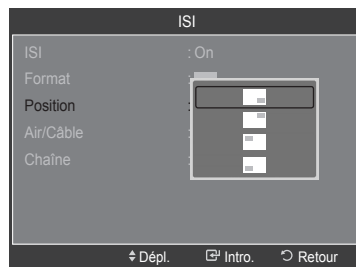 ISI
ISI : On
Format :
Position :
Air/Câble :
Chaîne :
Dépl. Intro. Retour